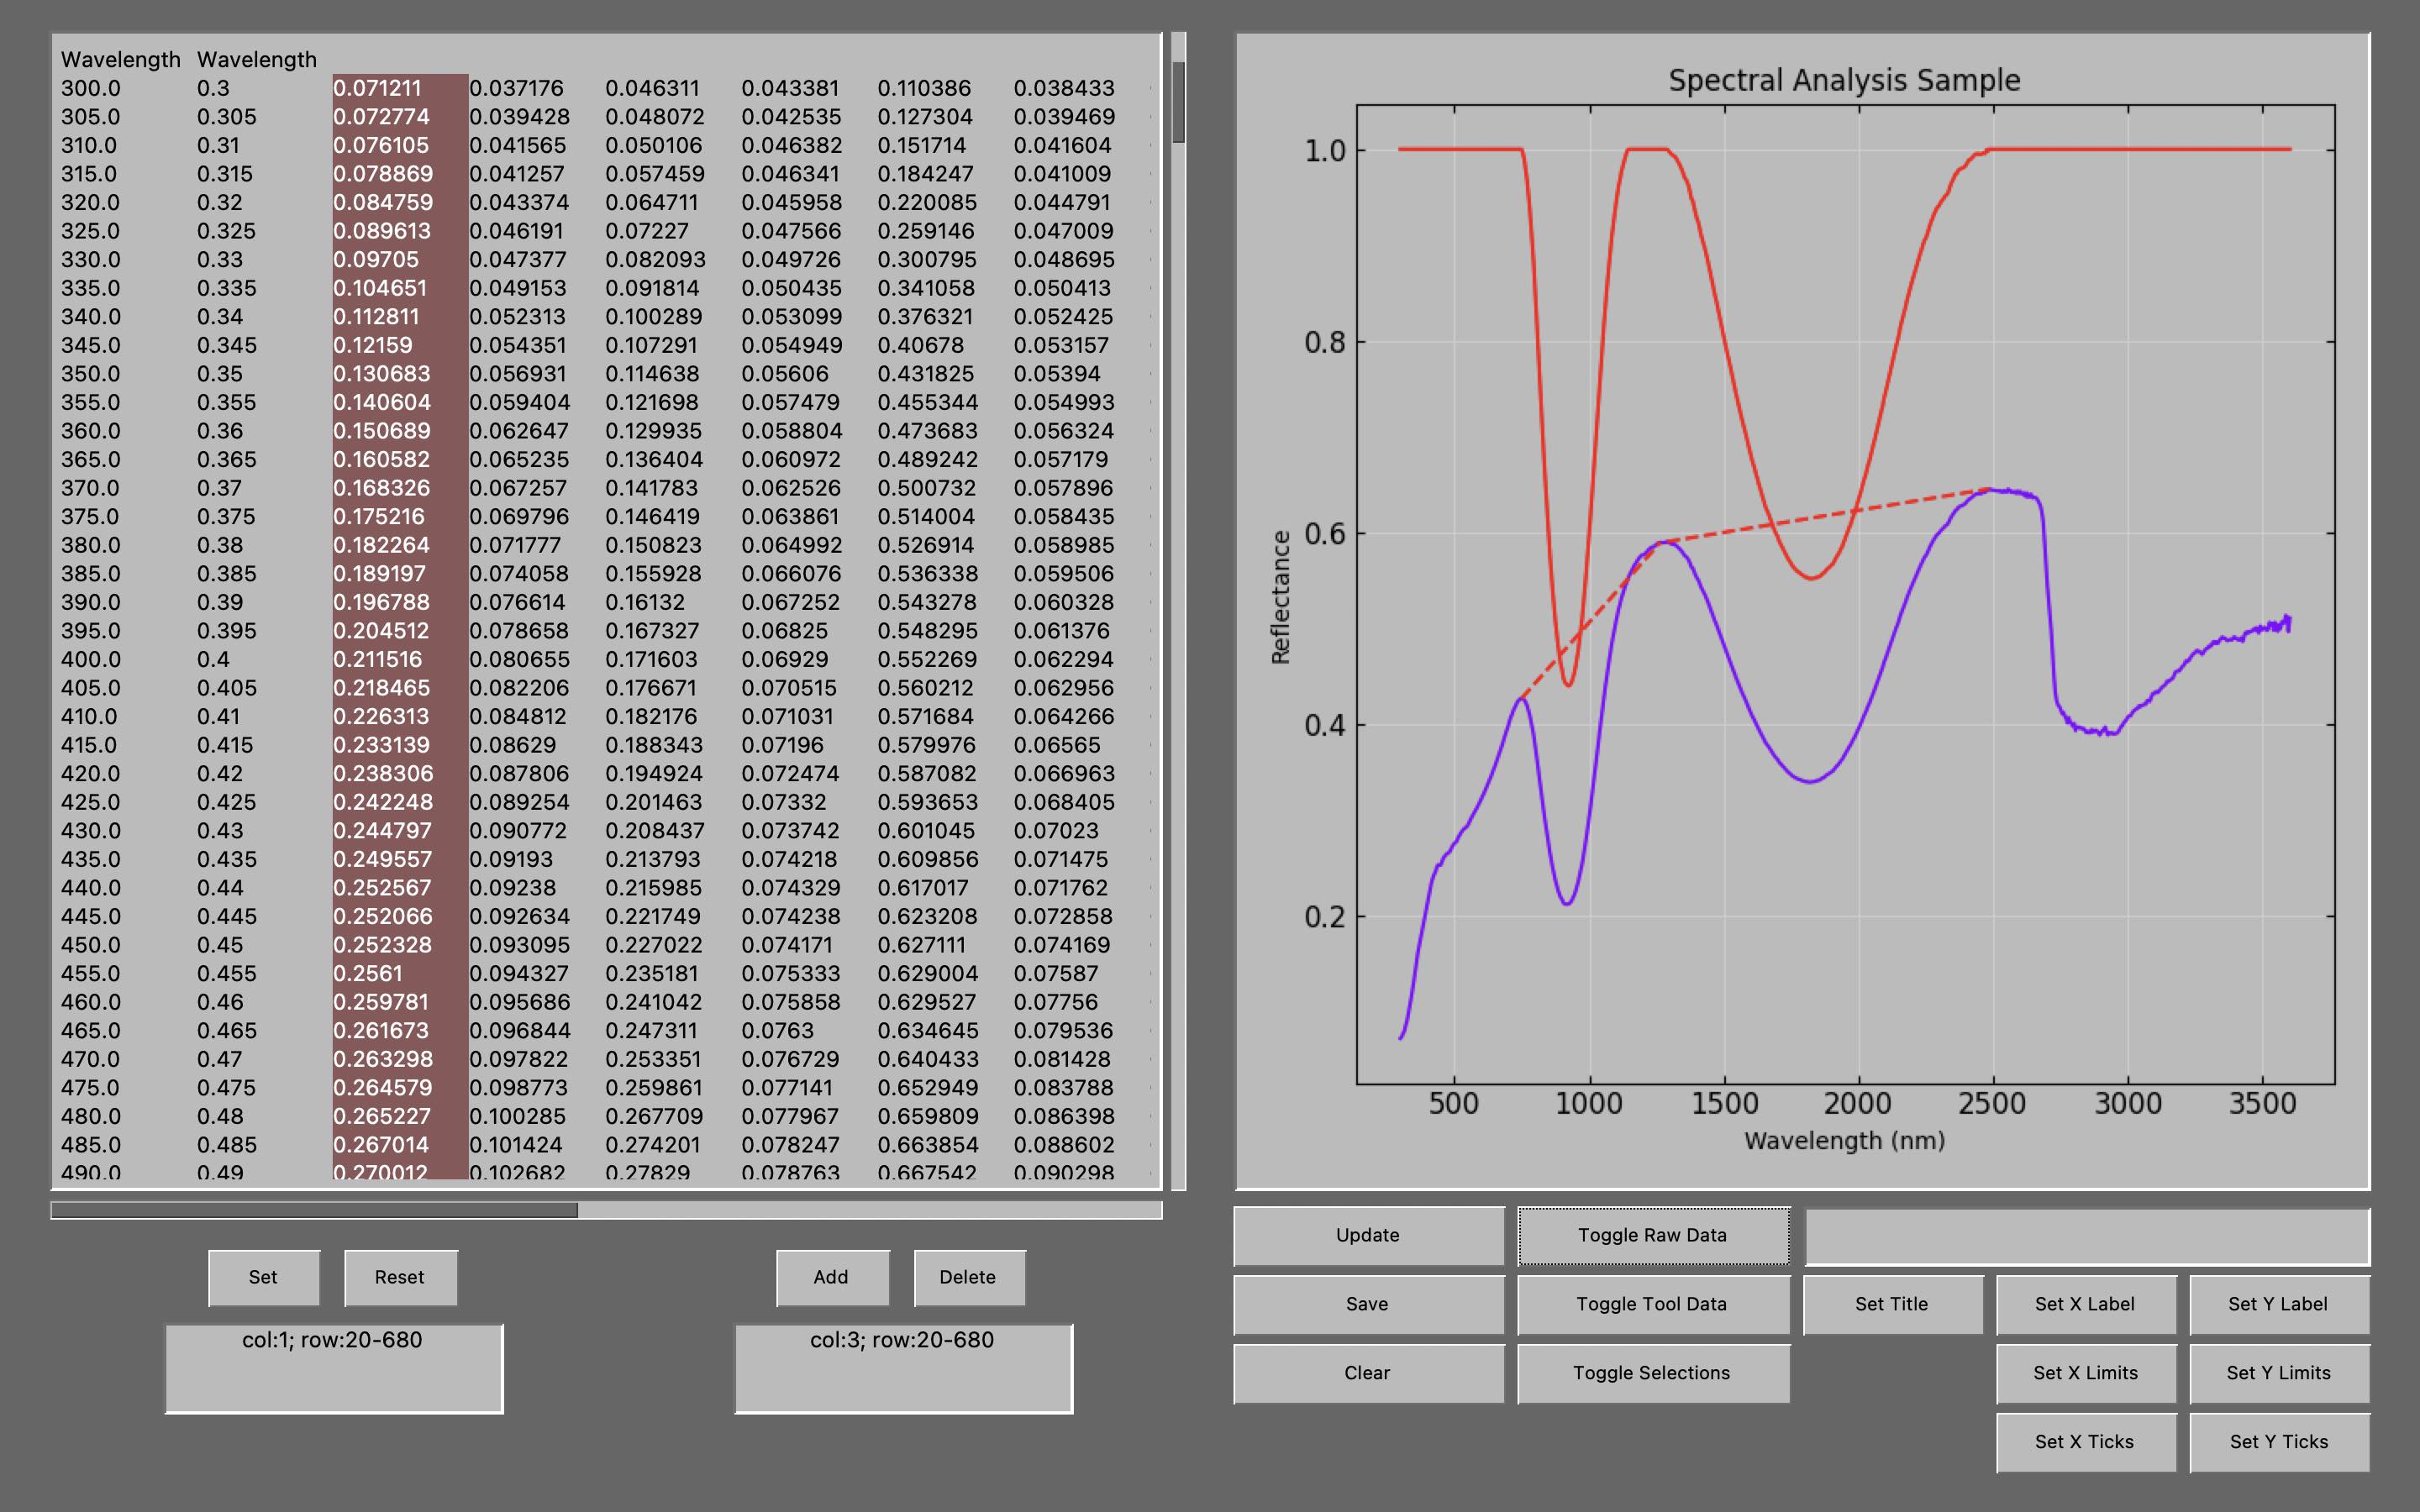 Wavelength Wavelength
300.0 0.3 0.071211 0.037176 0.046311 0.043381 0.110386 0.038433
305.0 0.305 0.072774 0.039428 0.048072 0.042535 0.127304 0.039469
310.0 0.31 0.076105 0.041565 0.050106 0.046382 0.151714 0.041604
315.0 0.315 0.078869 0.041257 0.057459 0.046341 0.184247 0.041009
320.0 0.32 0.084759 0.043374 0.064711 0.045958 0.220085 0.044791
325.0 0.325 0.089613 0.046191 0.07227 0.047566 0.259146 0.047009
330.0 0.33 0.09705 0.047377 0.082093 0.049726 0.300795 0.048695
335.0 0.335 0.104651 0.049153 0.091814 0.050435 0.341058 0.050413
340.0 0.34 0.112811 0.052313 0.100289 0.053099 0.376321 0.052425
345.0 0.345 0.12159 0.054351 0.107291 0.054949 0.40678 0.053157
350.0 0.35 0.130683 0.056931 0.114638 0.05606 0.431825 0.05394
355.0 0.355 0.140604 0.059404 0.121698 0.057479 0.455344 0.054993
360.0 0.36 0.150689 0.062647 0.129935 0.058804 0.473683 0.056324
365.0 0.365 0.160582 0.065235 0.136404 0.060972 0.489242 0.057179
370.0 0.37 0.168326 0.067257 0.141783 0.062526 0.500732 0.057896
375.0 0.375 0.175216 0.069796 0.146419 0.063861 0.514004 0.058435
380.0 0.38 0.182264 0.071777 0.150823 0.064992 0.526914 0.058985
385.0 0.385 0.189197 0.074058 0.155928 0.066076 0.536338 0.059506
390.0 0.39 0.196788 0.076614 0.16132 0.067252 0.543278 0.060328
395.0 0.395 0.204512 0.078658 0.167327 0.06825 0.548295 0.061376
400.0 0.4 0.211516 0.080655 0.171603 0.06929 0.552269 0.062294
405.0 0.405 0.218465 0.082206 0.176671 0.070515 0.560212 0.062956
410.0 0.41 0.226313 0.084812 0.182176 0.071031 0.571684 0.064266
415.0 0.415 0.233139 0.08629 0.188343 0.07196 0.579976 0.06565
420.0 0.42 0.238306 0.087806 0.194924 0.072474 0.587082 0.066963
425.0 0.425 0.242248 0.089254 0.201463 0.07332 0.593653 0.068405
430.0 0.43 0.244797 0.090772 0.208437 0.073742 0.601045 0.07023
435.0 0.435 0.249557 0.09193 0.213793 0.074218 0.609856 0.071475
440.0 0.44 0.252567 0.09238 0.215985 0.074329 0.617017 0.071762
445.0 0.445 0.252066 0.092634 0.221749 0.074238 0.623208 0.072858
450.0 0.45 0.252328 0.093095 0.227022 0.074171 0.627111 0.074169
455.0 0.455 0.2561 0.094327 0.235181 0.075333 0.629004 0.07587
460.0 0.46 0.259781 0.095686 0.241042 0.075858 0.629527 0.07756
465.0 0.465 0.261673 0.096844 0.247311 0.0763 0.634645 0.079536
470.0 0.47 0.263298 0.097822 0.253351 0.076729 0.640433 0.081428
475.0 0.475 0.264579 0.098773 0.259861 0.077141 0.652949 0.083788
480.0 0.48 0.265227 0.100285 0.267709 0.077967 0.659809 0.086398
485.0 0.485 0.267014 0.101424 0.274201 0.078247 0.663854 0.088602
490.0 0.49 0.270012 0.102682 0.27829 0.078763 0.667542 0.090298
Set Reset Add Delete
col:1; row:20-680 col:3; row:20-680
Spectral Analysis Sample
1.0
0.8
0.6
0.4
0.2
Reflectance
500 1000 1500 2000 2500 3000 3500
Wavelength (nm)
Update Toggle Raw Data
Save Toggle Tool Data Set Title Set X Label Set Y Label
Clear Toggle Selections Set X Limits Set Y Limits
Set X Ticks Set Y Ticks